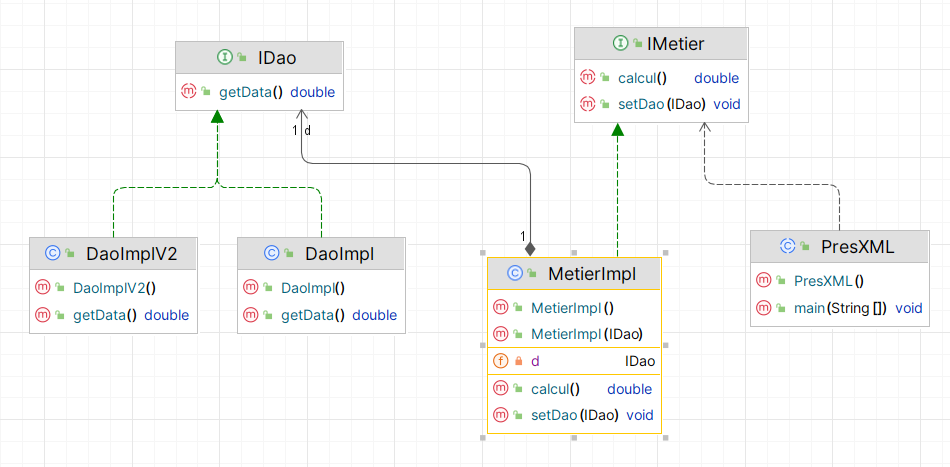 IDao
getData() double
IMetier
calcul() double
setDao(IDao) void
1 d
1
DaoImplV2
DaoImplV2()
getData() double
DaoImpl
DaoImpl()
getData() double
MetierImpl
MetierImpl()
MetierImpl(IDao)
d IDao
calcul() double
setDao(IDao) void
PresXML
PresXML()
main(String[]) void